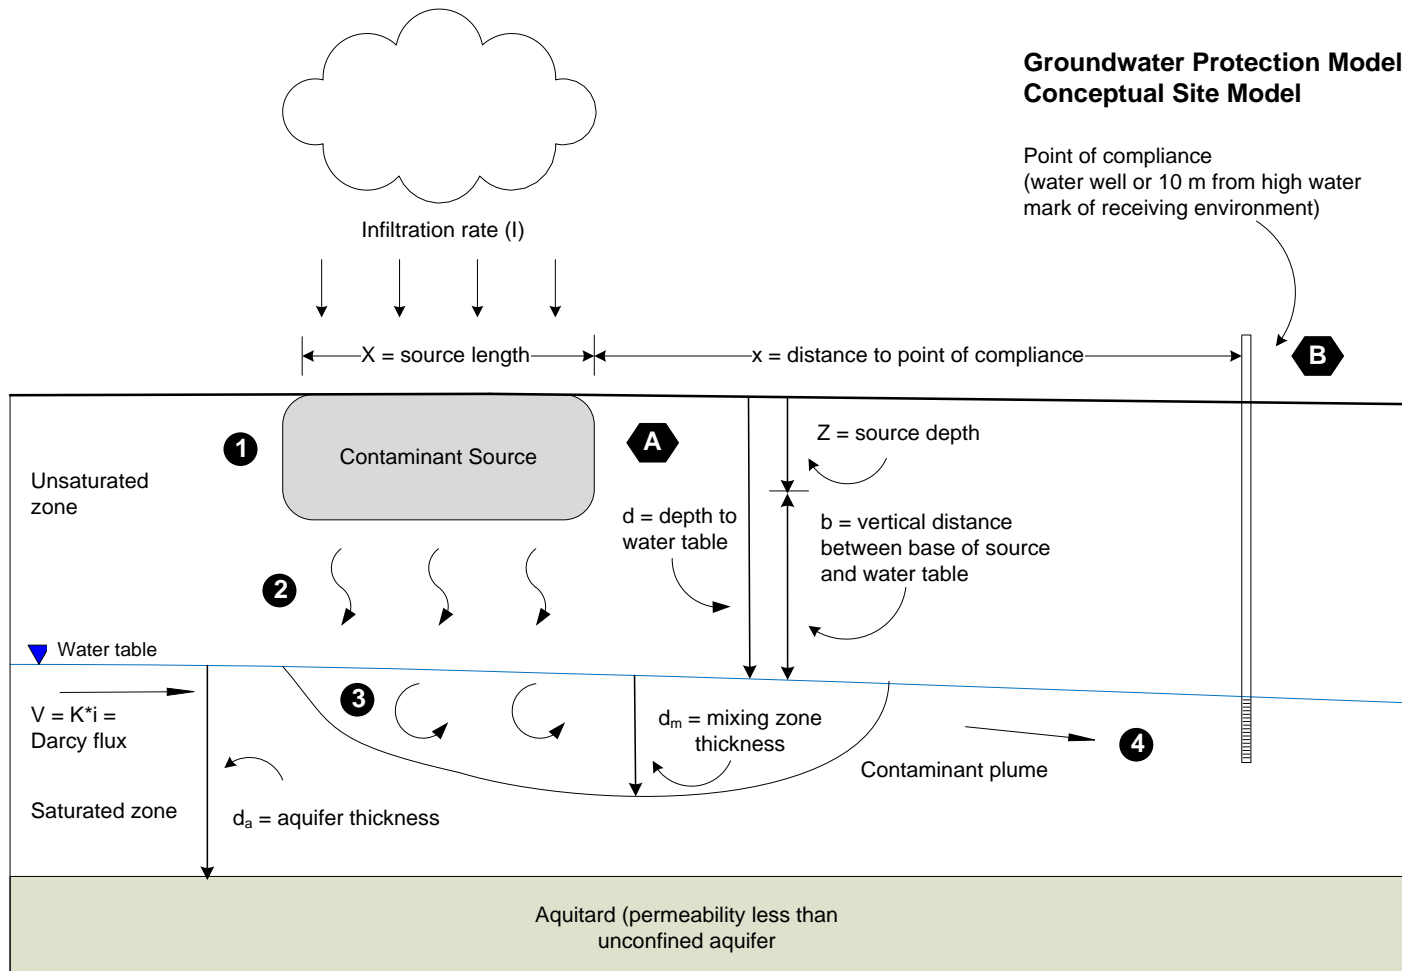 Groundwater Protection Model
Conceptual Site Model
Point of compliance
(water well or 10 m from high water
mark of receiving environment)
Infiltration rate (I)
X = source length
x = distance to point of compliance
B
1
Contaminant Source
A
Z = source depth
Unsaturated
zone
d = depth to
water table
b = vertical distance
between base of source
and water table
2
Water table
3
V = K*i =
Darcy flux
dₘ = mixing zone
thickness
4
Contaminant plume
Saturated zone
dₐ = aquifer thickness
Aquitard (permeability less than
unconfined aquifer